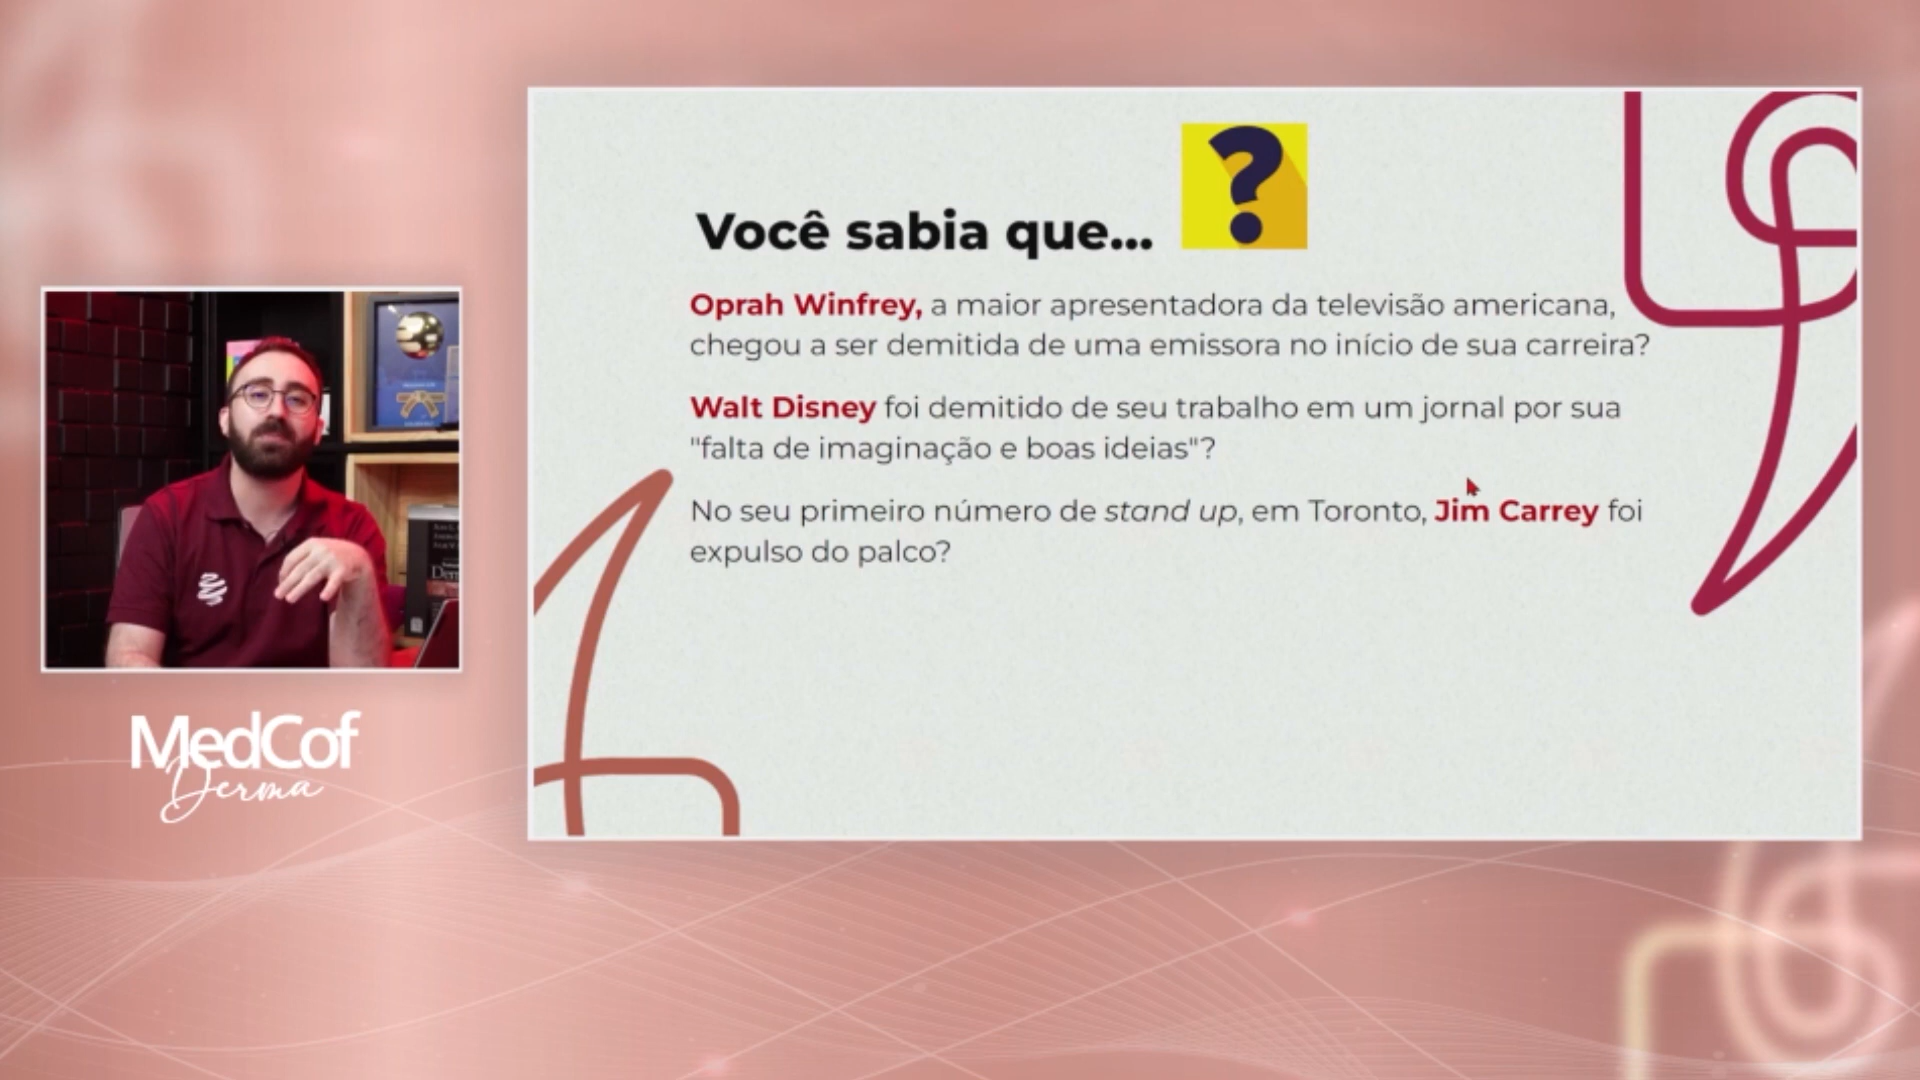 Você sabia que...
?
Oprah Winfrey, a maior apresentadora da televisão americana,
chegou a ser demitida de uma emissora no início de sua carreira?
Walt Disney foi demitido de seu trabalho em um jornal por sua
"falta de imaginação e boas ideias"?
No seu primeiro número de stand up, em Toronto, Jim Carrey foi
expulso do palco?
MedCof
Derma